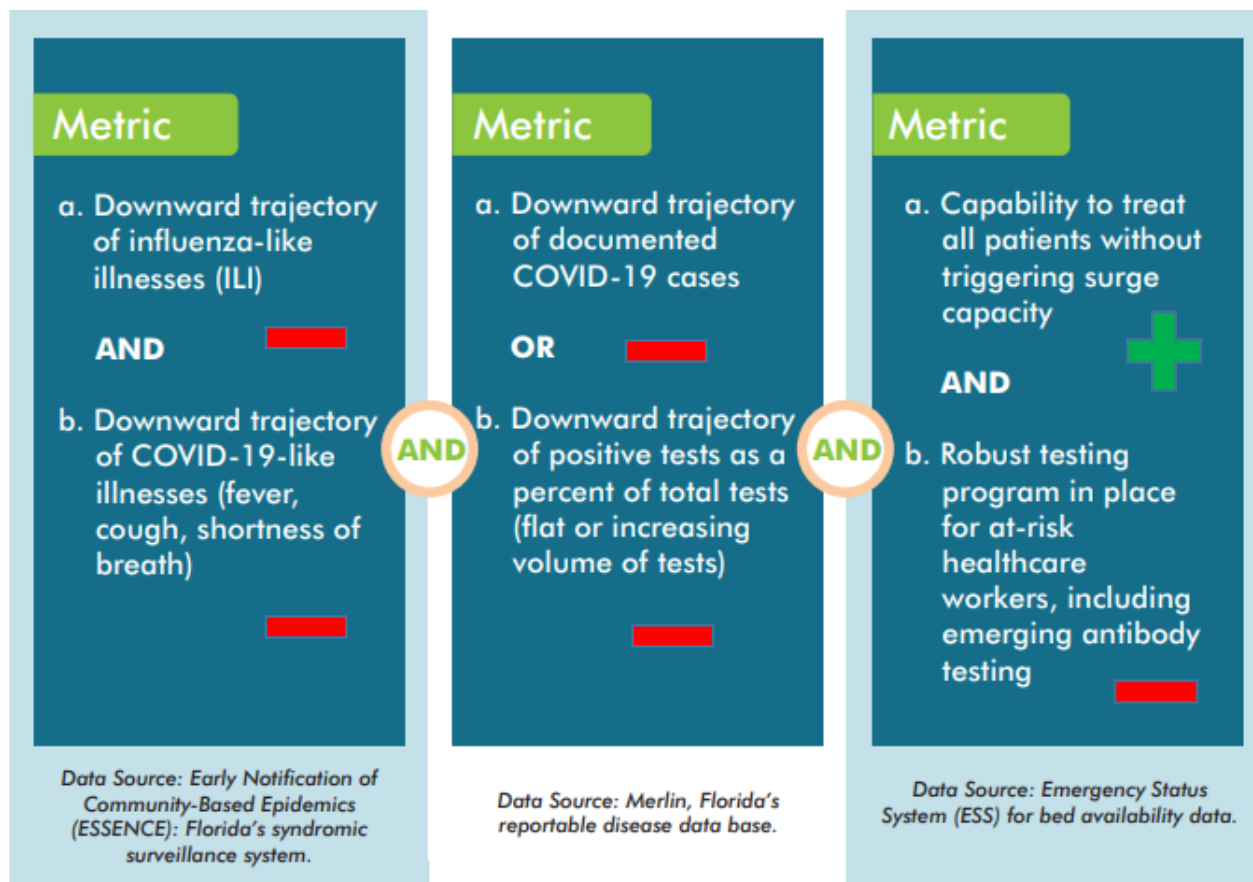 Metric
a. Downward trajectory
of influenza-like
illnesses (ILI)
AND
b. Downward trajectory
of COVID-19-like
illnesses (fever,
cough, shortness of
breath)
Data Source: Early Notification of
Community-Based Epidemics
(ESSENCE): Florida's syndromic
surveillance system.
AND
Metric
a. Downward trajectory
of documented
COVID-19 cases
OR
b. Downward trajectory
of positive tests as a
percent of total tests
(flat or increasing
volume of tests)
Data Source: Merlin, Florida's
reportable disease data base.
AND
Metric
a. Capability to treat
all patients without
triggering surge
capacity
AND
b. Robust testing
program in place
for at-risk
healthcare
workers, including
emerging antibody
testing
Data Source: Emergency Status
System (ESS) for bed availability data.